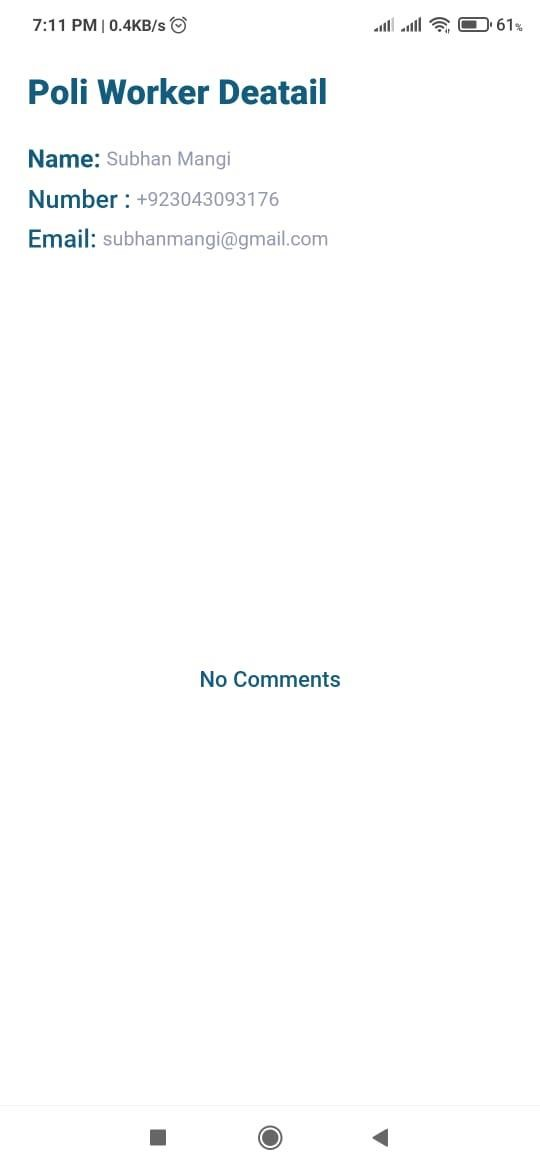 7:11 PM | 0.4KB/s
61%
Poli Worker Deatail
Name: Subhan Mangi
Number : +923043093176
Email: subhanmangi@gmail.com
No Comments